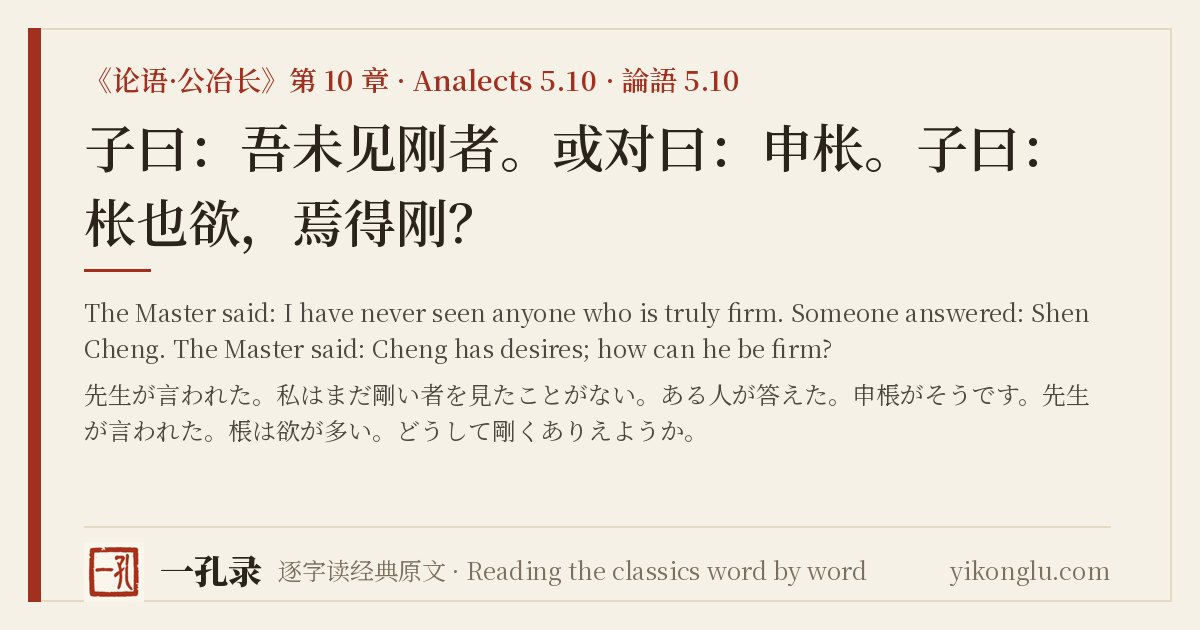 《论语·公冶长》第 10 章 · Analects 5.10 · 論語 5.10
子曰：吾未见刚者。或对曰：申枨。子曰：
枨也欲，焉得刚？
The Master said: I have never seen anyone who is truly firm. Someone answered: Shen
Cheng. The Master said: Cheng has desires; how can he be firm?
先生が言われた。私はまだ剛い者を見たことがない。ある人が答えた。申棖がそうです。先生
が言われた。棖は欲が多い。どうして剛くありえようか。
一孔
一孔录 逐字读经典原文 · Reading the classics word by word yikonglu.com